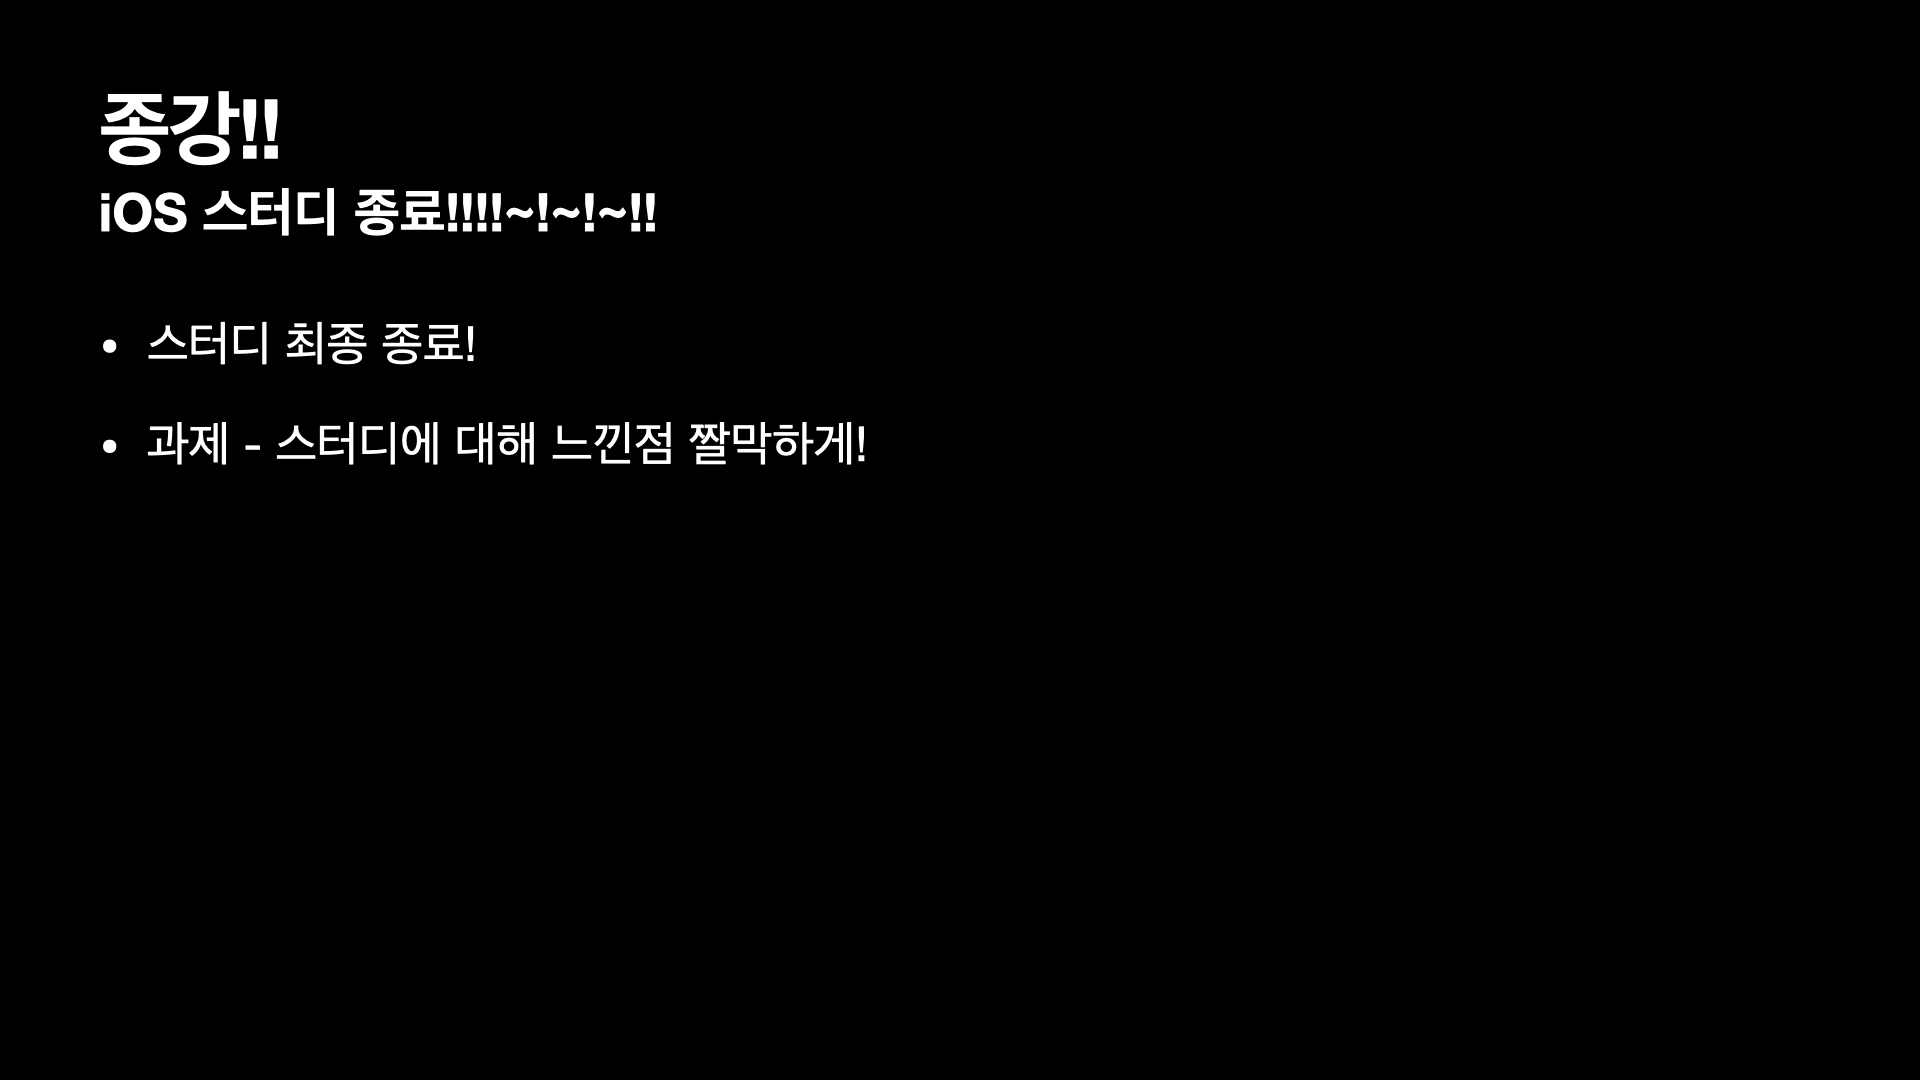 종강!!
iOS 스터디 종료!!!!~!~!~!!
• 스터디 최종 종료!
• 과제 - 스터디에 대해 느낀점 짤막하게!